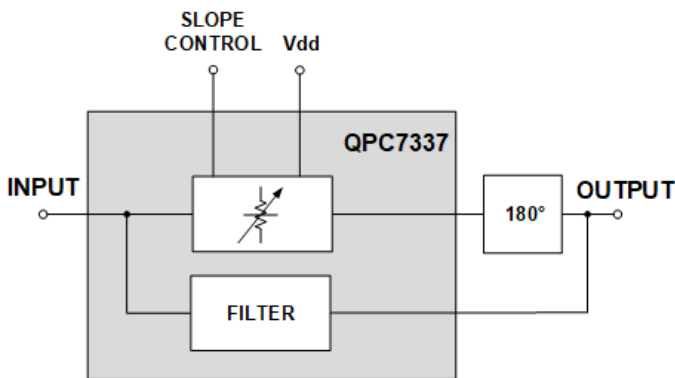 SLOPE
CONTROL Vdd
QPC7337
INPUT
180°
OUTPUT
FILTER